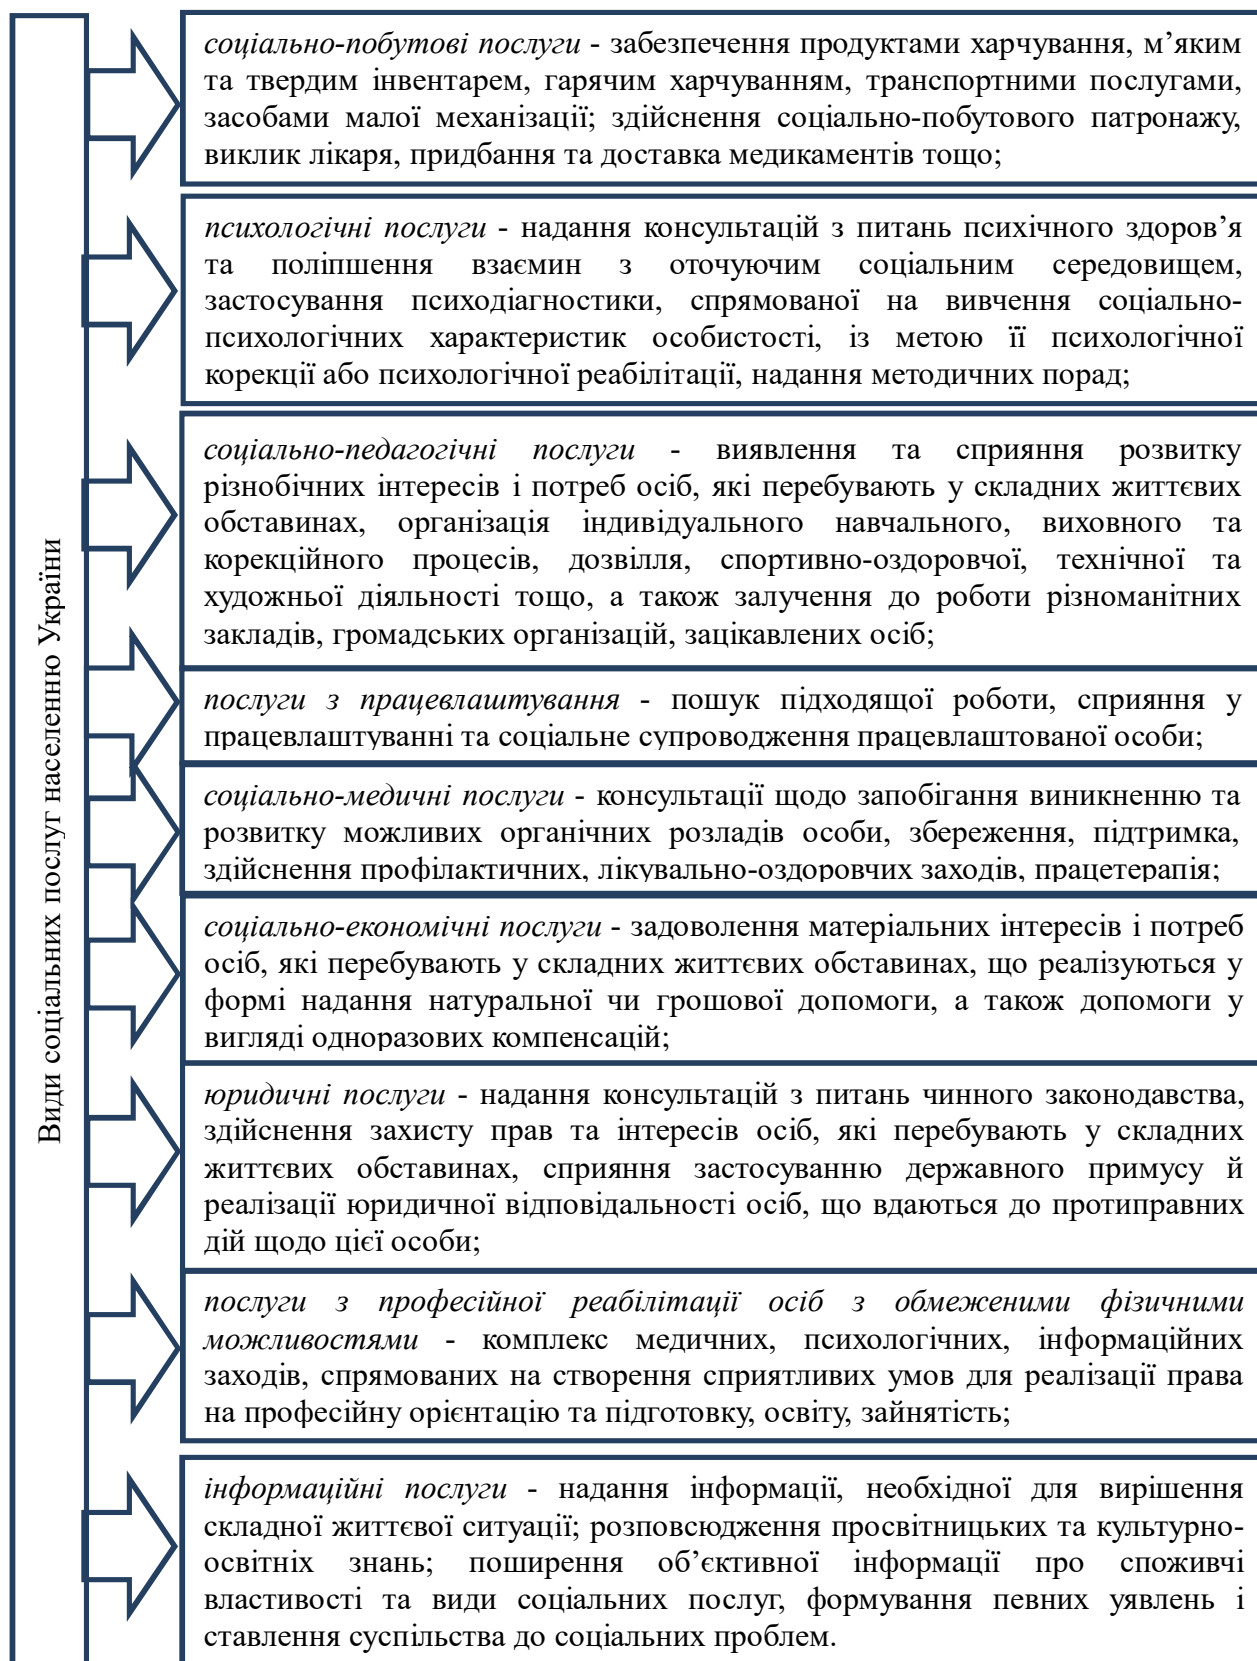 Види соціальних послуг населенню України
соціально-побутові послуги - забезпечення продуктами харчування, м’яким
та твердим інвентарем, гарячим харчуванням, транспортними послугами,
засобами малої механізації; здійснення соціально-побутового патронажу,
виклик лікаря, придбання та доставка медикаментів тощо;
психологічні послуги - надання консультацій з питань психічного здоров’я
та поліпшення взаємин з оточуючим соціальним середовищем,
застосування психодіагностики, спрямованої на вивчення соціально-
психологічних характеристик особистості, із метою її психологічної
корекції або психологічної реабілітації, надання методичних порад;
соціально-педагогічні послуги - виявлення та сприяння розвитку
різнобічних інтересів і потреб осіб, які перебувають у складних життєвих
обставинах, організація індивідуального навчального, виховного та
корекційного процесів, дозвілля, спортивно-оздоровчої, технічної та
художньої діяльності тощо, а також залучення до роботи різноманітних
закладів, громадських організацій, зацікавлених осіб;
послуги з працевлаштування - пошук підходящої роботи, сприяння у
працевлаштуванні та соціальне супроводження працевлаштованої особи;
соціально-медичні послуги - консультації щодо запобігання виникненню та
розвитку можливих органічних розладів особи, збереження, підтримка,
здійснення профілактичних, лікувально-оздоровчих заходів, працетерапія;
соціально-економічні послуги - задоволення матеріальних інтересів і потреб
осіб, які перебувають у складних життєвих обставинах, що реалізуються у
формі надання натуральної чи грошової допомоги, а також допомоги у
вигляді одноразових компенсацій;
юридичні послуги - надання консультацій з питань чинного законодавства,
здійснення захисту прав та інтересів осіб, які перебувають у складних
життєвих обставинах, сприяння застосуванню державного примусу й
реалізації юридичної відповідальності осіб, що вдаються до протиправних
дій щодо цієї особи;
послуги з професійної реабілітації осіб з обмеженими фізичними
можливостями - комплекс медичних, психологічних, інформаційних
заходів, спрямованих на створення сприятливих умов для реалізації права
на професійну орієнтацію та підготовку, освіту, зайнятість;
інформаційні послуги - надання інформації, необхідної для вирішення
складної життєвої ситуації; розповсюдження просвітницьких та культурно-
освітніх знань; поширення об’єктивної інформації про споживчі
властивості та види соціальних послуг, формування певних уявлень і
ставлення суспільства до соціальних проблем.